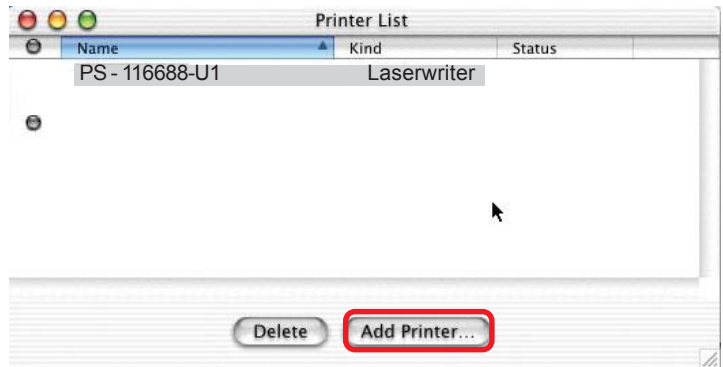 Printer List
Name Kind Status
PS - 116688-U1 Laserwriter
Delete Add Printer...